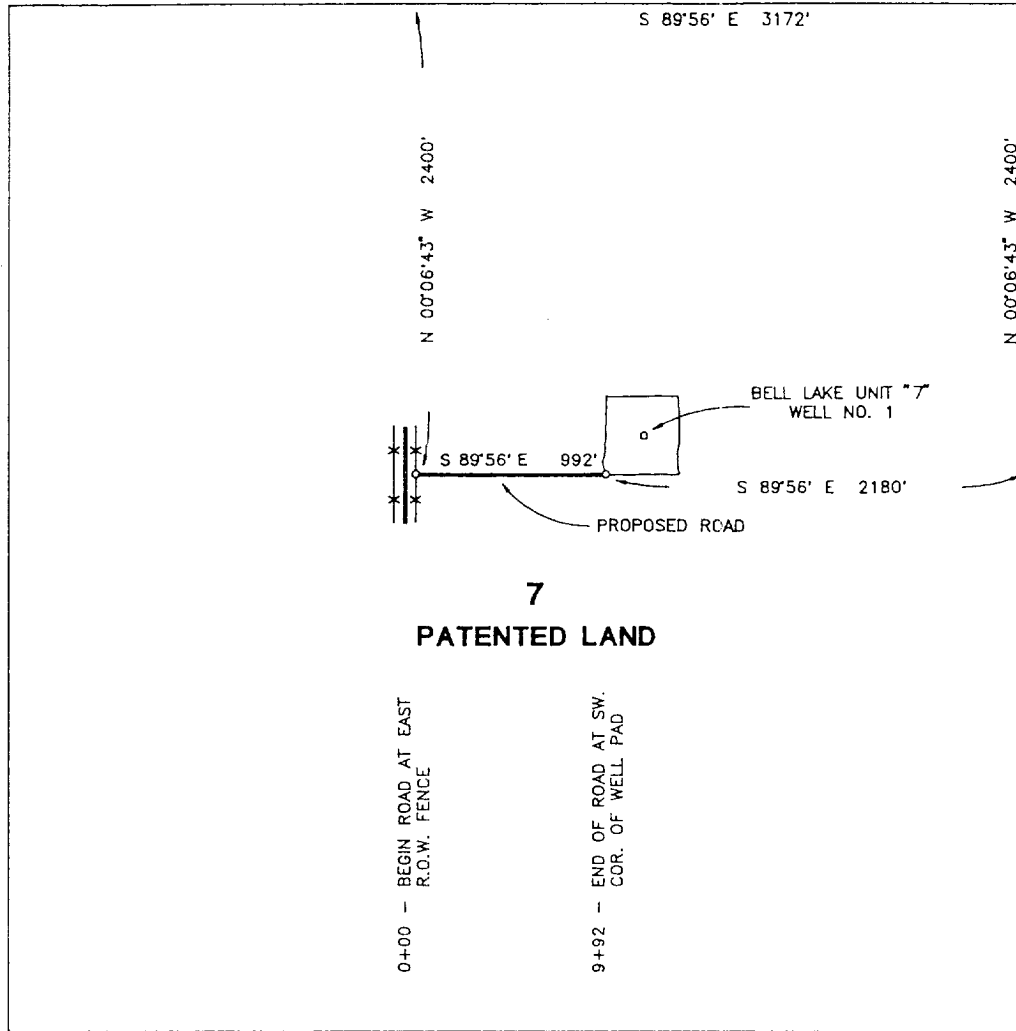 S 89°56' E 3172'
N 00°06'43" W 2400'
N 00°06'43" W 2400'
BELL LAKE UNIT "7"
WELL NO. 1
S 89°56' E 992'
S 89°56' E 2180'
PROPOSED ROAD
7
PATENTED LAND
0+00 - BEGIN ROAD AT EAST
R.O.W. FENCE
9+92 - END OF ROAD AT SW.
COR. OF WELL PAD